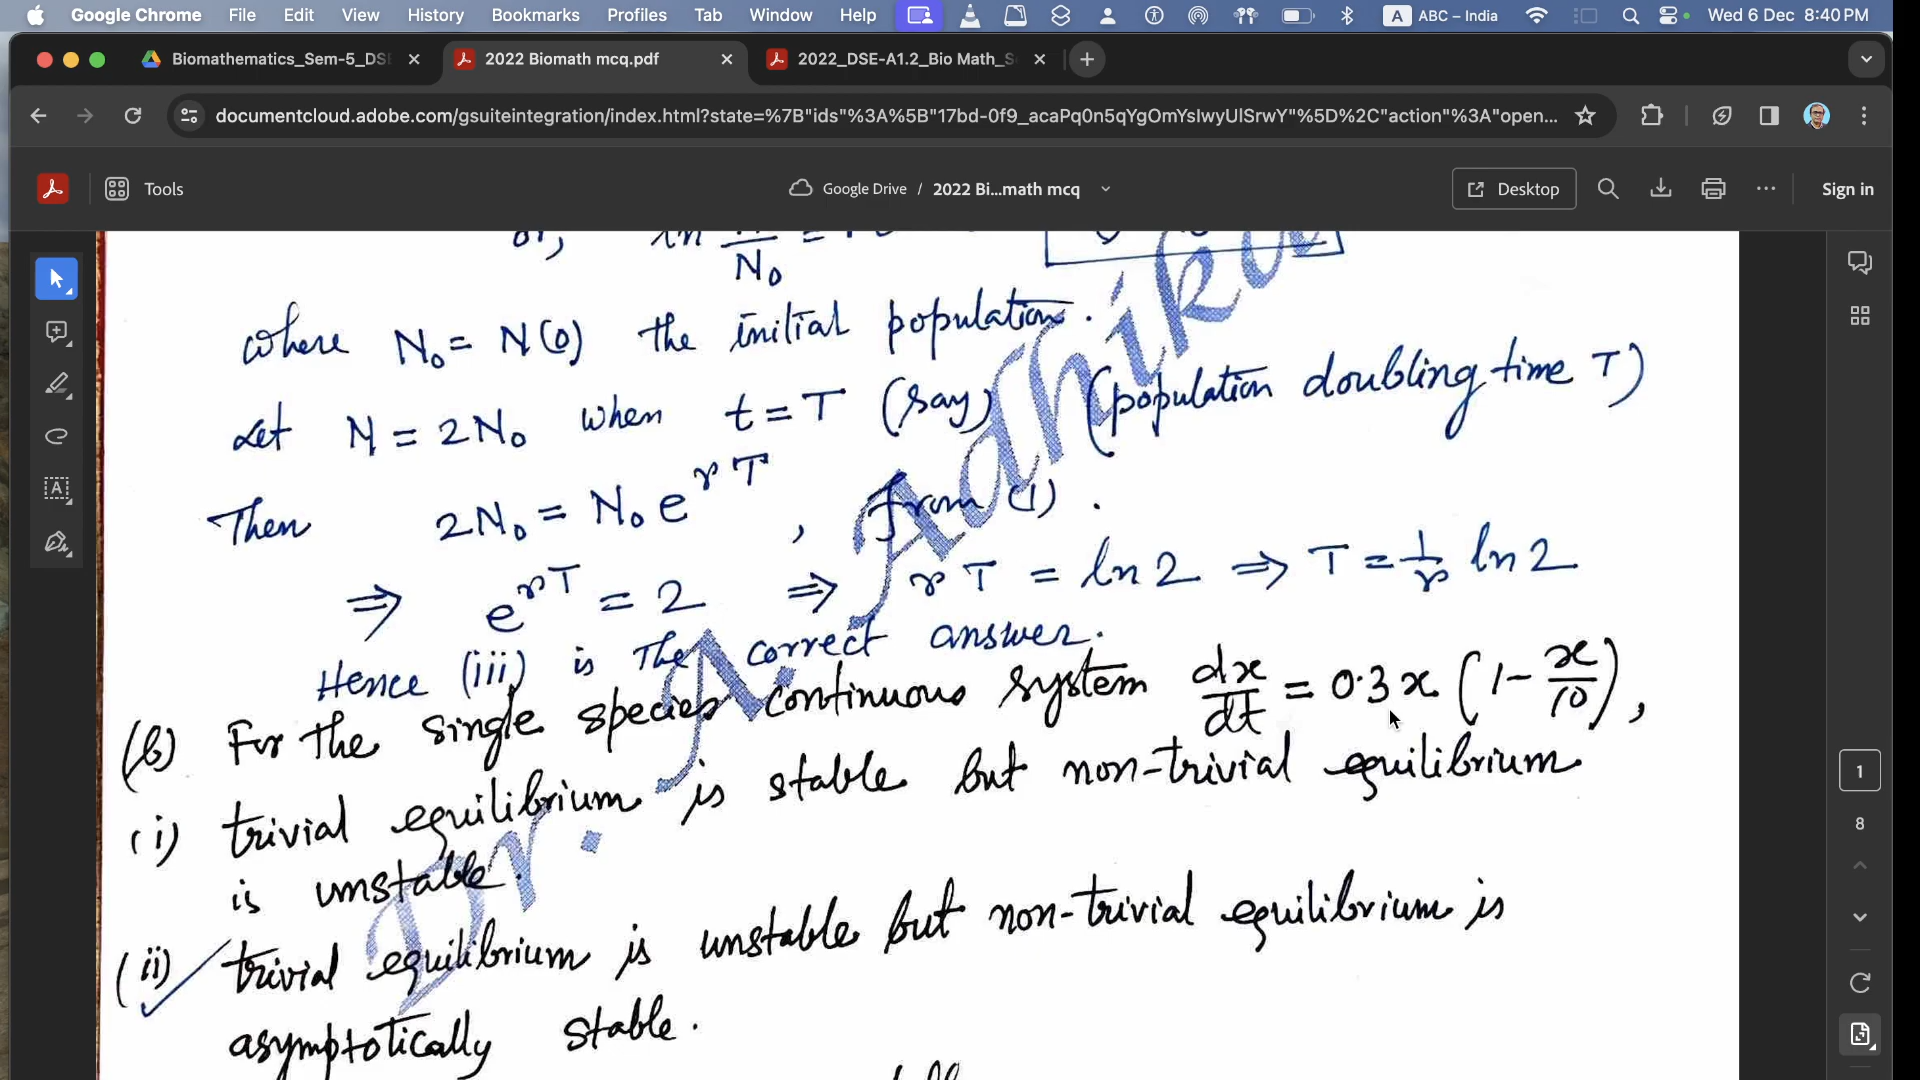 Google Chrome File Edit View History Bookmarks Profiles Tab Window Help A ABC – India Wed 6 Dec 8:40 PM
Biomathematics_Sem-5_DS 2022 Biomath mcq.pdf 2022_DSE-A1.2_Bio Math_S
documentcloud.adobe.com/gsuiteintegration/index.html?state=%7B"ids"%3A%5B"17bd-0f9_acaPq0n5qYgOmYsIwyUlSrwY"%5D%2C"action"%3A"open...
Tools Google Drive / 2022 Bi...math mcq Desktop Sign in
or, ln N₀
where N₀ = N(0) the initial population.
Let N = 2N₀ when t = T (say) (population doubling time T)
Then 2N₀ = N₀ e^{rT}, from (1).
⇒ e^{rT} = 2 ⇒ rT = ln 2 ⇒ T = 1/r ln 2
Hence (iii) is the correct answer.
(b) For the single species continuous system dx/dt = 0.3x (1 - x/10),
(i) trivial equilibrium is stable but non-trivial equilibrium
is unstable.
(ii) trivial equilibrium is unstable but non-trivial equilibrium is
asymptotically stable.
Dr. A. Adhika
1
8